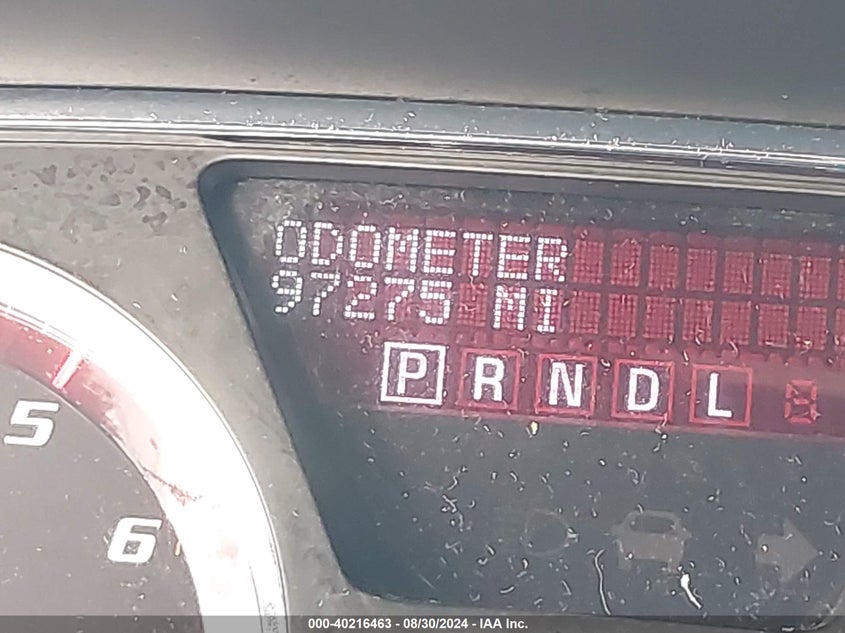 ODOMETER
97275 MI
P R N D L
5
6
000-40216463 - 08/30/2024 - IAA Inc.